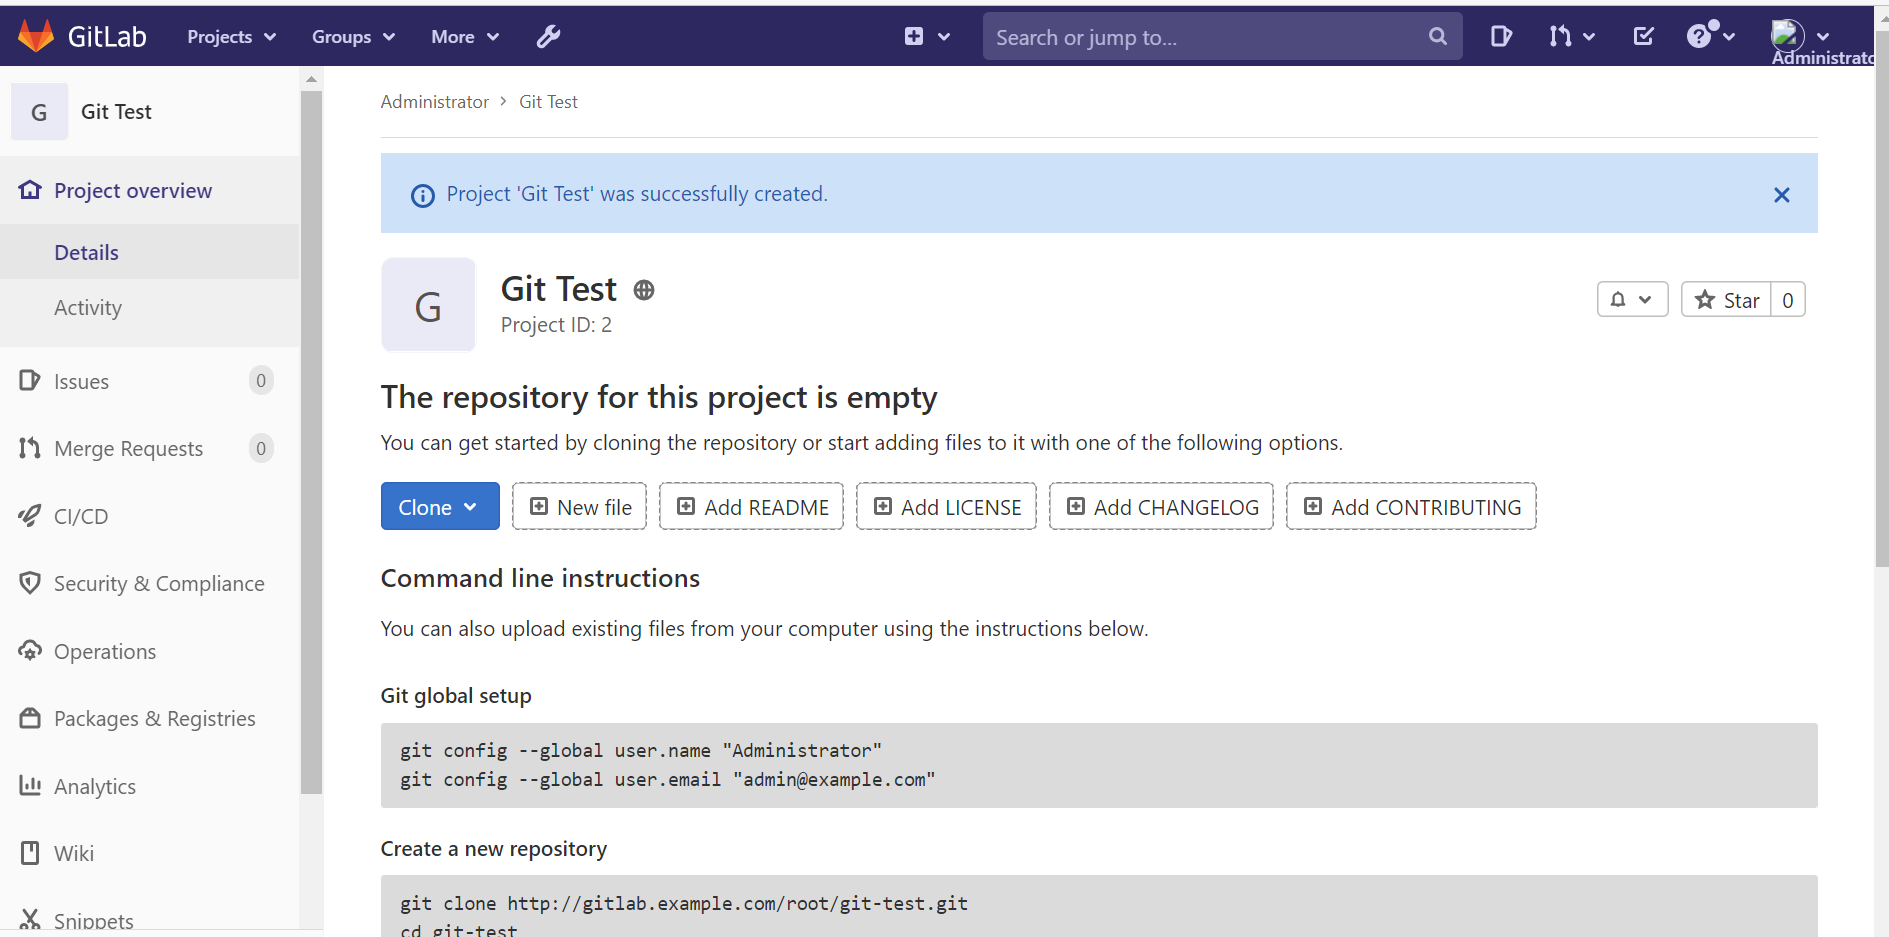 GitLab Projects Groups More Search or jump to...
Administrato
G Git Test
Project overview
Details
Activity
Issues 0
Merge Requests 0
CI/CD
Security & Compliance
Operations
Packages & Registries
Analytics
Wiki
Snippets
Administrator > Git Test
Project 'Git Test' was successfully created.
G
Git Test
Project ID: 2
Star 0
The repository for this project is empty
You can get started by cloning the repository or start adding files to it with one of the following options.
Clone New file Add README Add LICENSE Add CHANGELOG Add CONTRIBUTING
Command line instructions
You can also upload existing files from your computer using the instructions below.
Git global setup
git config --global user.name "Administrator"
git config --global user.email "admin@example.com"
Create a new repository
git clone http://gitlab.example.com/root/git-test.git
cd git-test